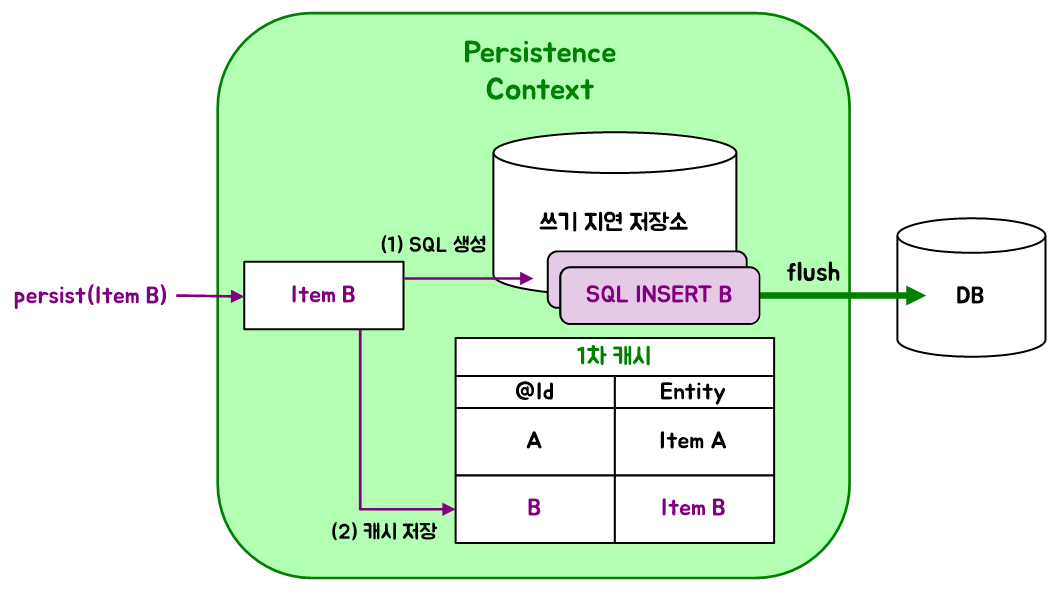 Persistence
Context
쓰기 지연 저장소
(1) SQL 생성
persist(Item B)
Item B
SQL INSERT B
flush
DB
1차 캐시
@Id Entity
A Item A
B Item B
(2) 캐시 저장